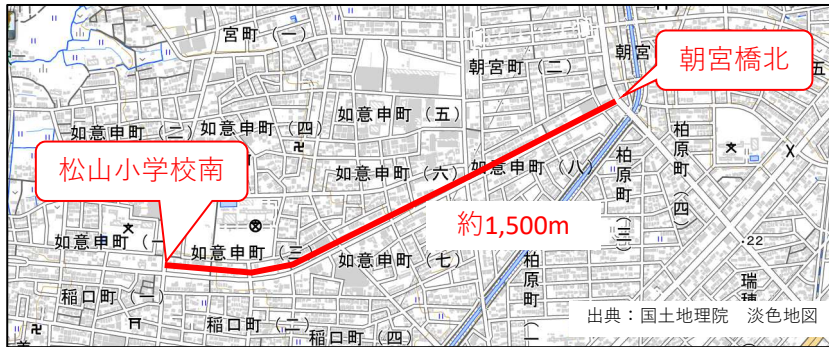 宮町（一）
朝宮町（二）
朝宮
朝宮橋北
五
如意申町（五）
如意申町（二）
如意申町（四）
松山小学校南
如意申町（六）
如意申町（八）
柏原町（三）
柏原町（四）
約1,500m
如意申町（一
如意申町（三）
如意申町（七）
22
柏原町（一
瑞穂
稲口町（一）
稲口町（二）
稲口町（四）
出典：国土地理院　淡色地図